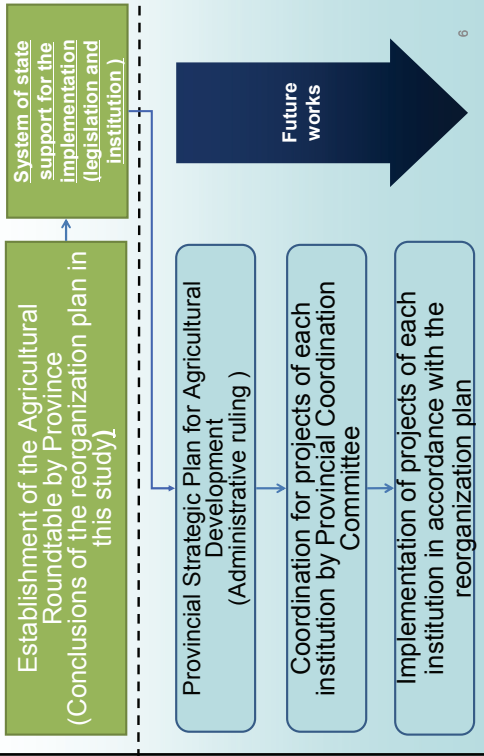 Establishment of the Agricultural
Roundtable by Province
(Conclusions of the reorganization plan in
this study)
System of state
support for the
implementation
(legislation and
institution )
Provincial Strategic Plan for Agricultural
Development
(Administrative ruling )
Coordination for projects of each
institution by Provincial Coordination
Committee
Implementation of projects of each
institution in accordance with the
reorganization plan
Future
works
6